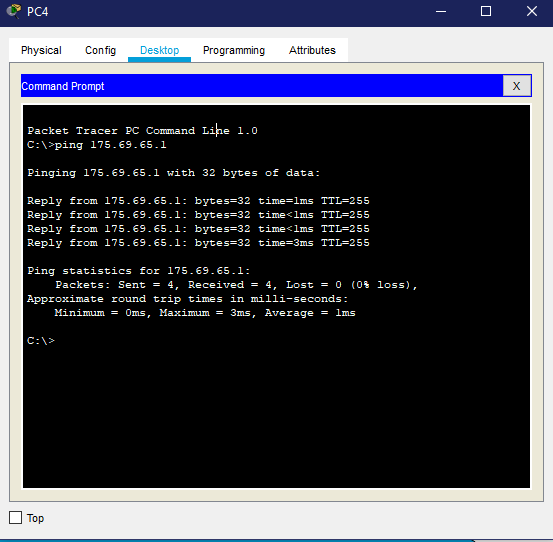 PC4
Physical Config Desktop Programming Attributes
Command Prompt
X
Packet Tracer PC Command Line 1.0
C:\>ping 175.69.65.1
Pinging 175.69.65.1 with 32 bytes of data:
Reply from 175.69.65.1: bytes=32 time=1ms TTL=255
Reply from 175.69.65.1: bytes=32 time<1ms TTL=255
Reply from 175.69.65.1: bytes=32 time<1ms TTL=255
Reply from 175.69.65.1: bytes=32 time=3ms TTL=255
Ping statistics for 175.69.65.1:
Packets: Sent = 4, Received = 4, Lost = 0 (0% loss),
Approximate round trip times in milli-seconds:
Minimum = 0ms, Maximum = 3ms, Average = 1ms
C:\>
Top